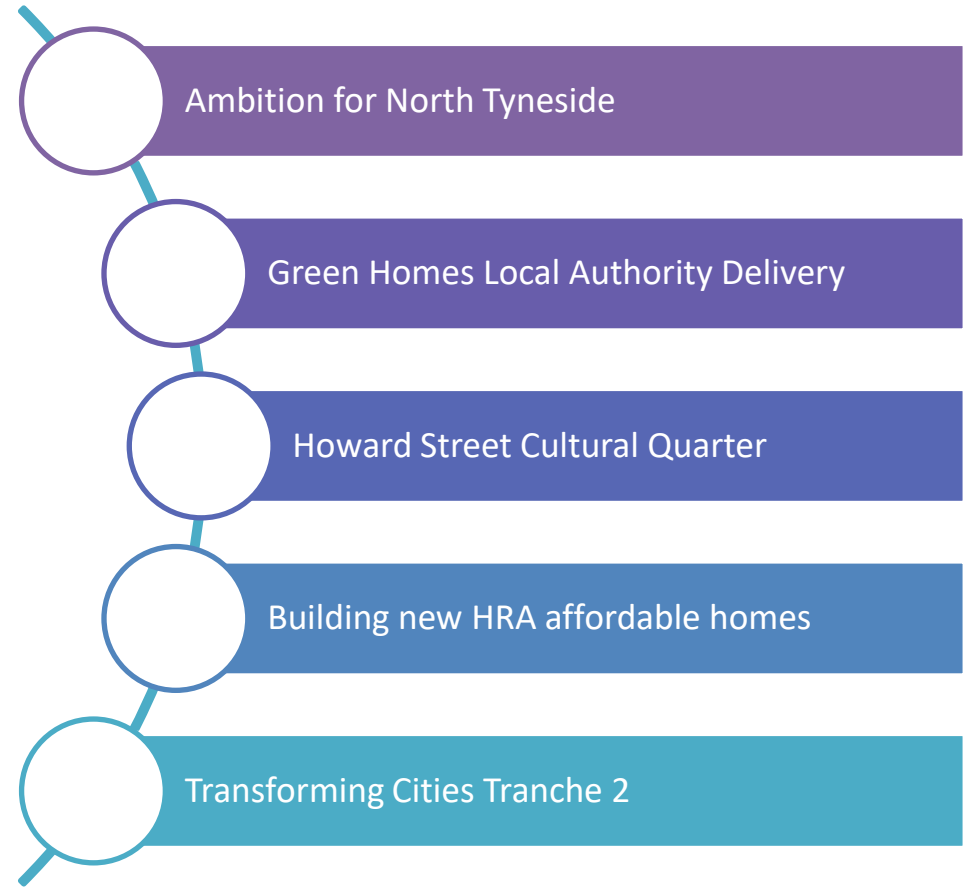 Ambition for North Tyneside
Green Homes Local Authority Delivery
Howard Street Cultural Quarter
Building new HRA affordable homes
Transforming Cities Tranche 2